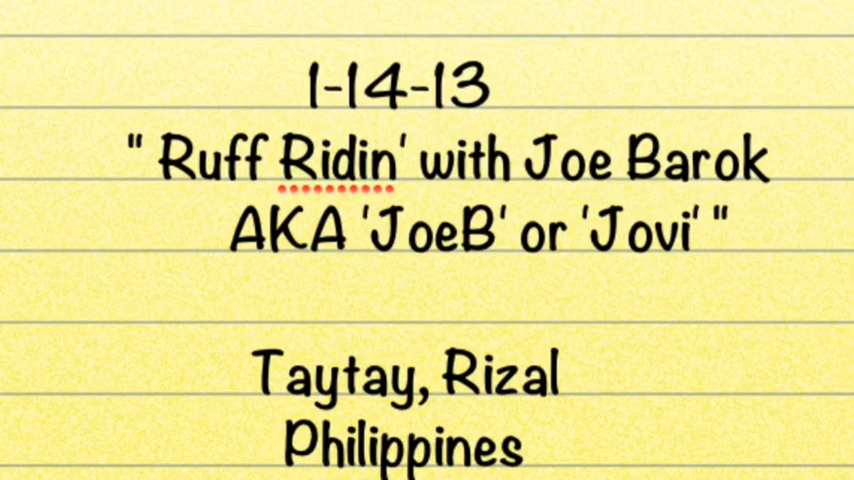 1-14-13
" Ruff Ridin' with Joe Barok
AKA 'JoeB' or 'Jovi' "
Taytay, Rizal
Philippines